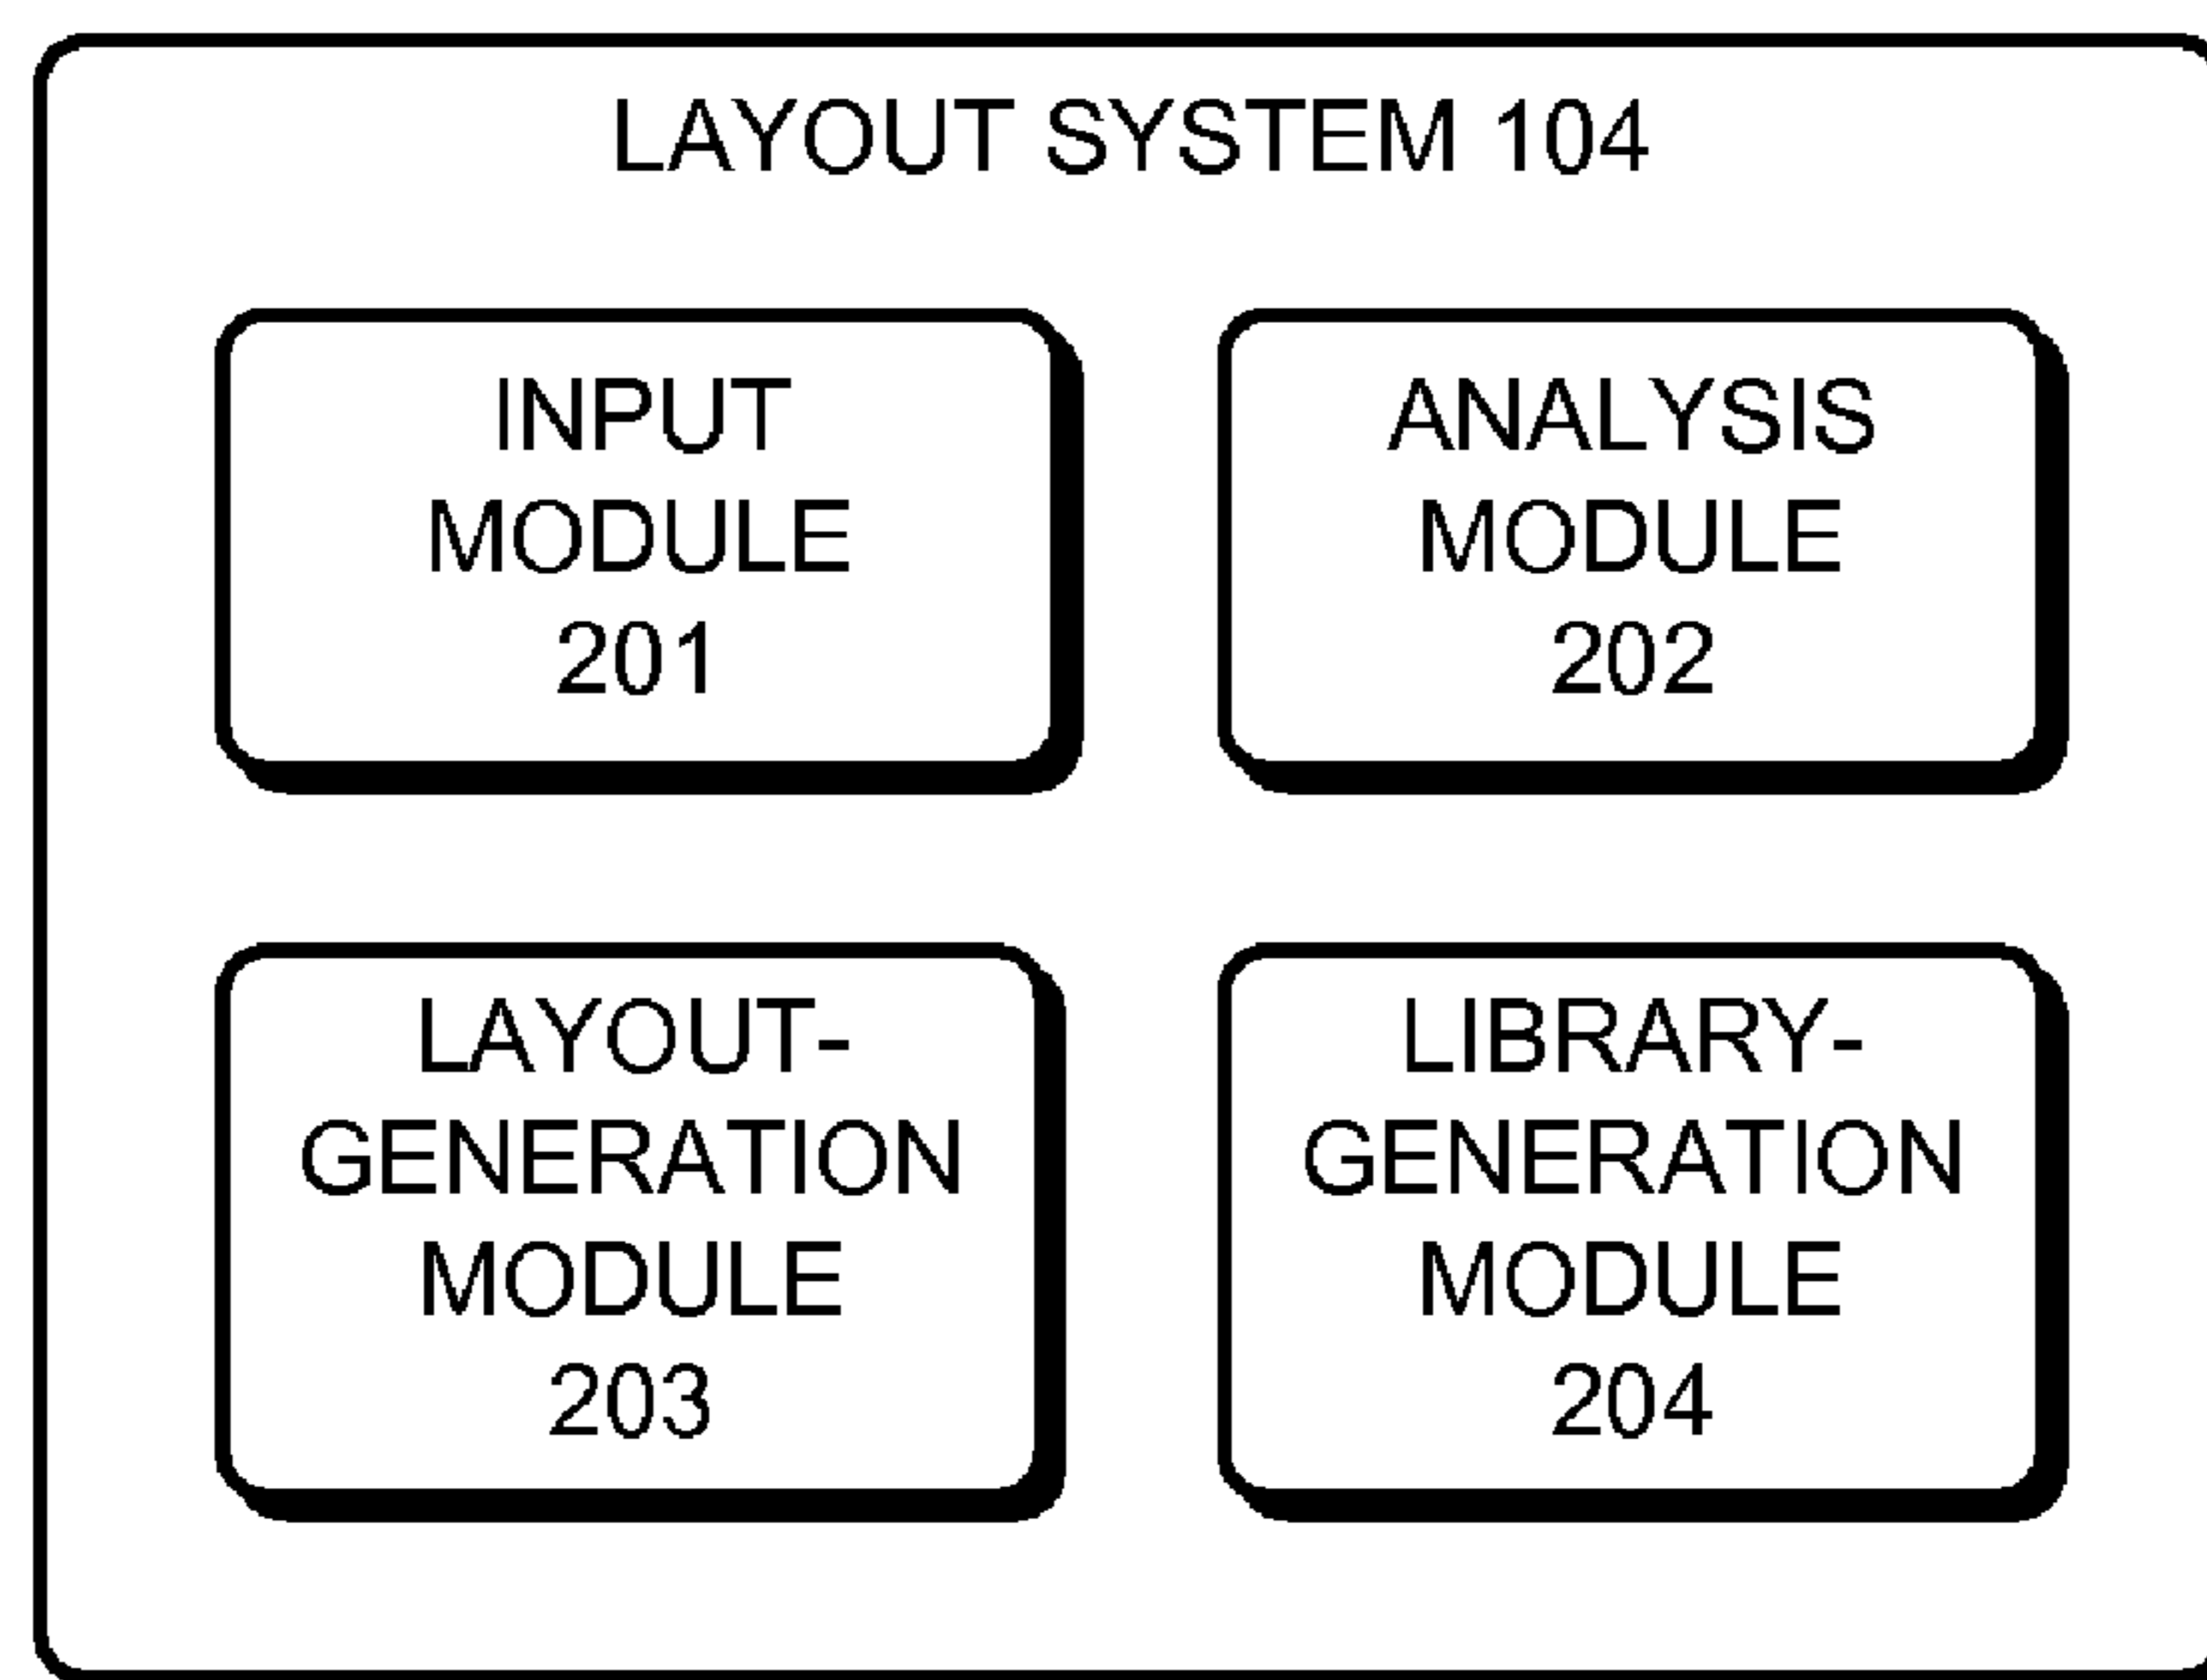 LAYOUT SYSTEM 104
INPUT
MODULE
201
ANALYSIS
MODULE
202
LAYOUT-
GENERATION
MODULE
203
LIBRARY-
GENERATION
MODULE
204